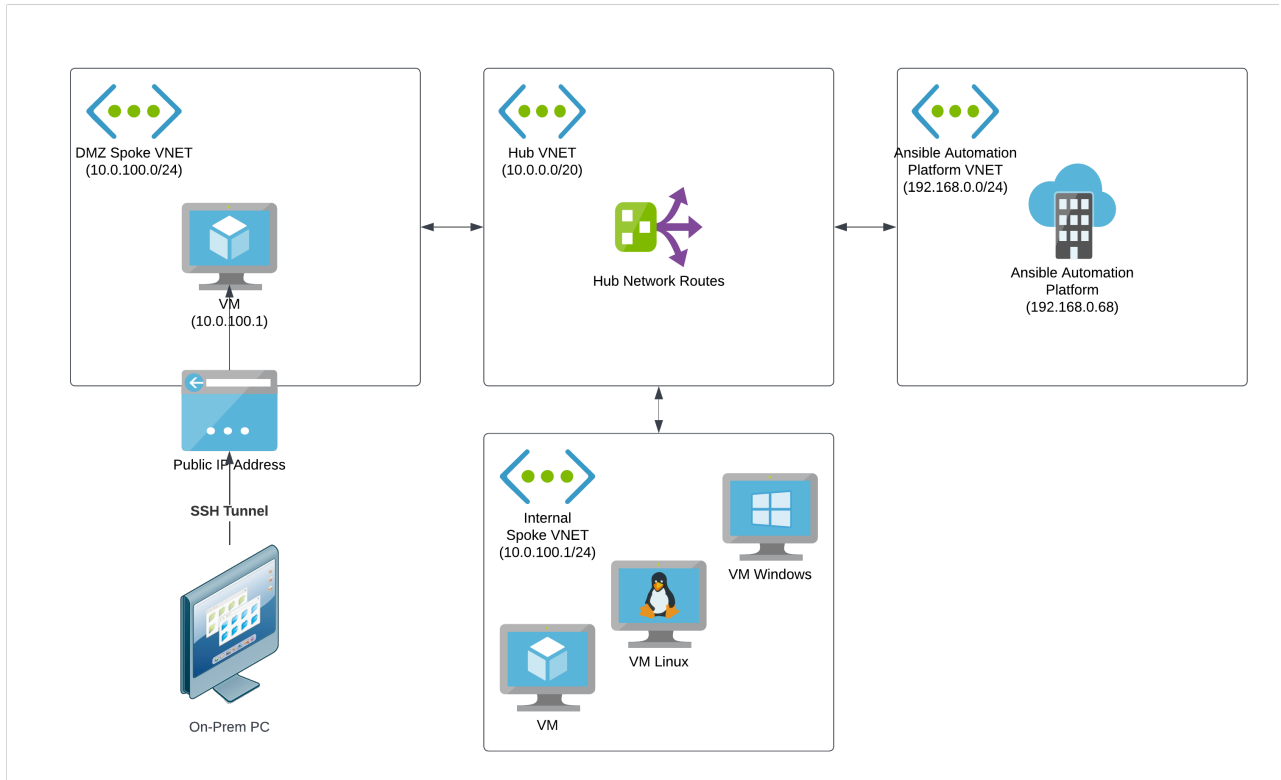 DMZ Spoke VNET
(10.0.100.0/24)
VM
(10.0.100.1)
Public IP Address
SSH Tunnel
On-Prem PC
Hub VNET
(10.0.0.0/20)
Hub Network Routes
Ansible Automation
Platform VNET
(192.168.0.0/24)
Ansible Automation
Platform
(192.168.0.68)
Internal
Spoke VNET
(10.0.100.1/24)
VM Windows
VM Linux
VM